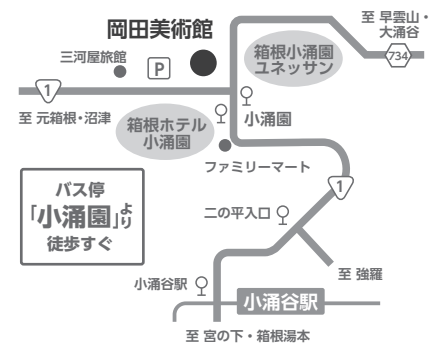 岡田美術館
三河屋旅館
P
至 早雲山・
大涌谷
734
箱根小涌園
ユネッサン
1
至 元箱根・沼津
箱根ホテル
小涌園
小涌園
ファミリーマート
1
バス停
「小涌園」より
徒歩すぐ
二の平入口
至 強羅
小涌谷駅
小涌谷駅
至 宮の下・箱根湯本